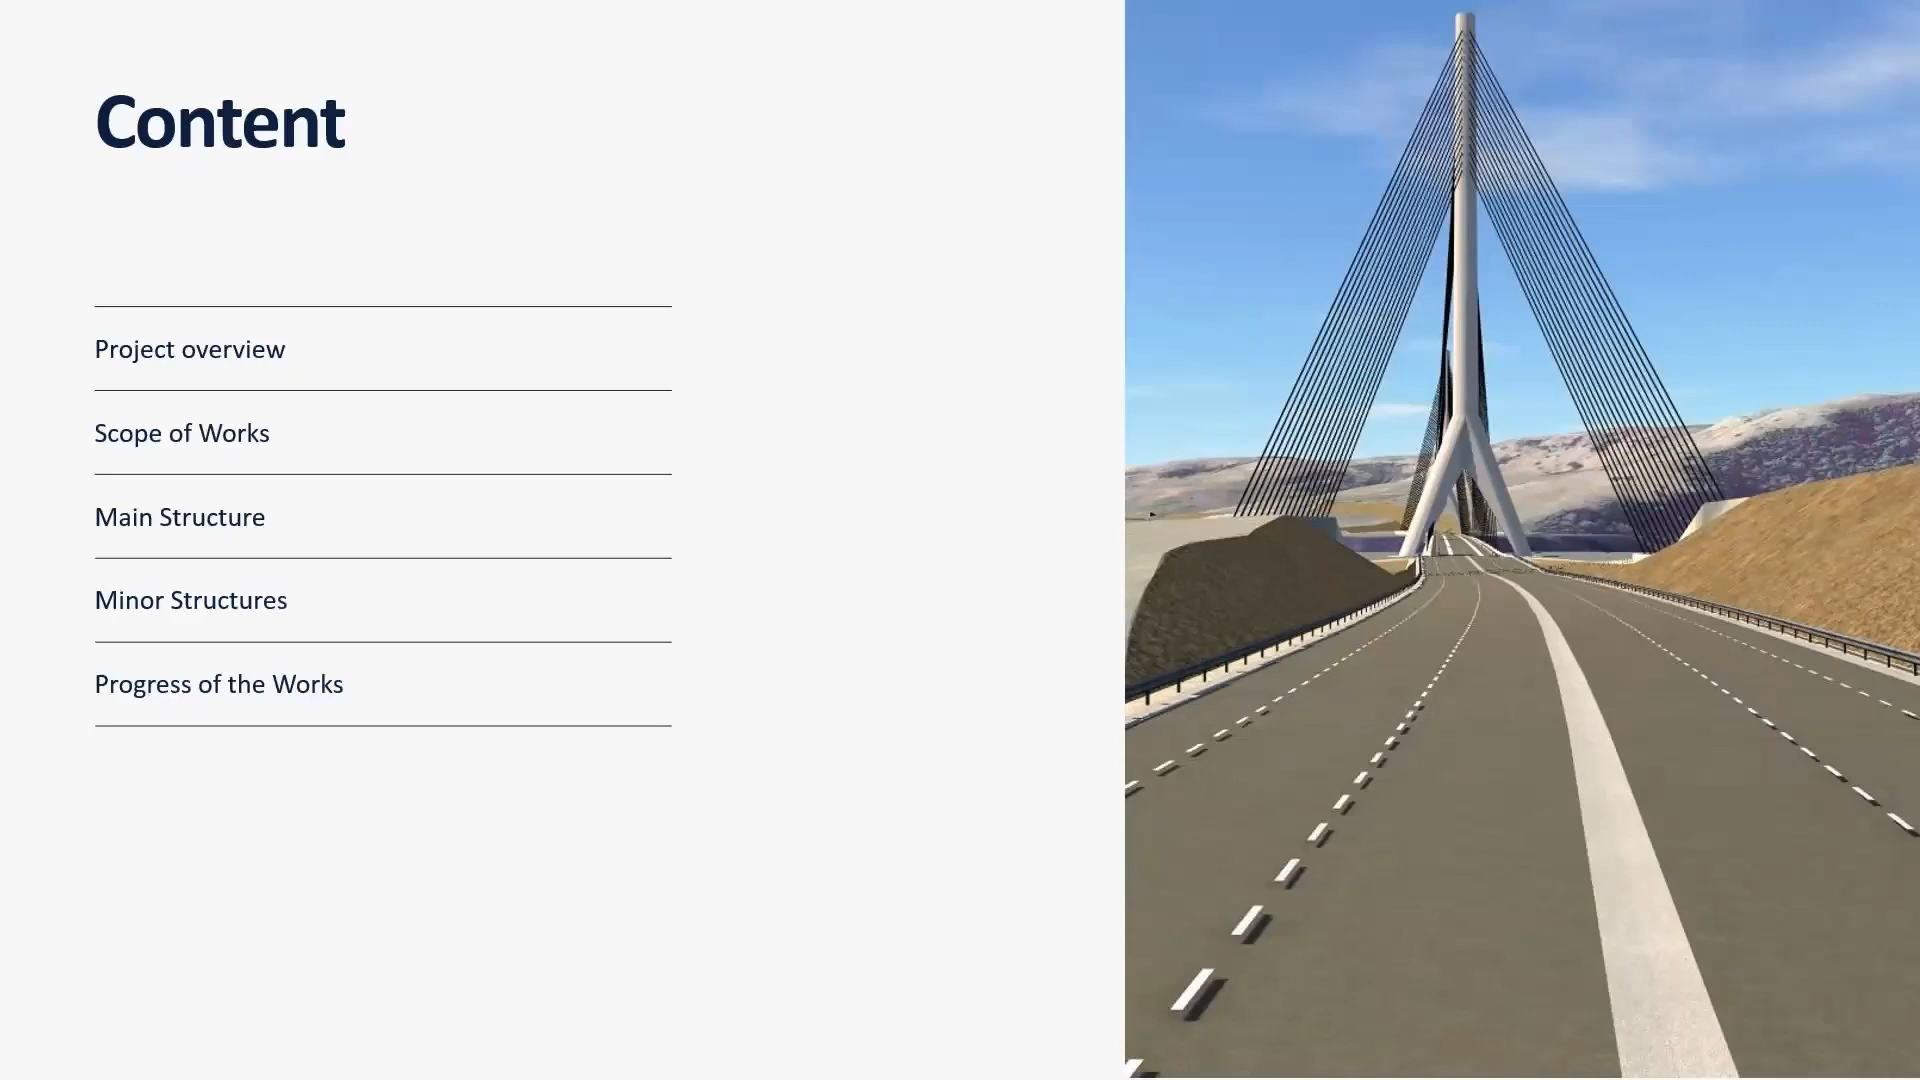 Content
Project overview
Scope of Works
Main Structure
Minor Structures
Progress of the Works